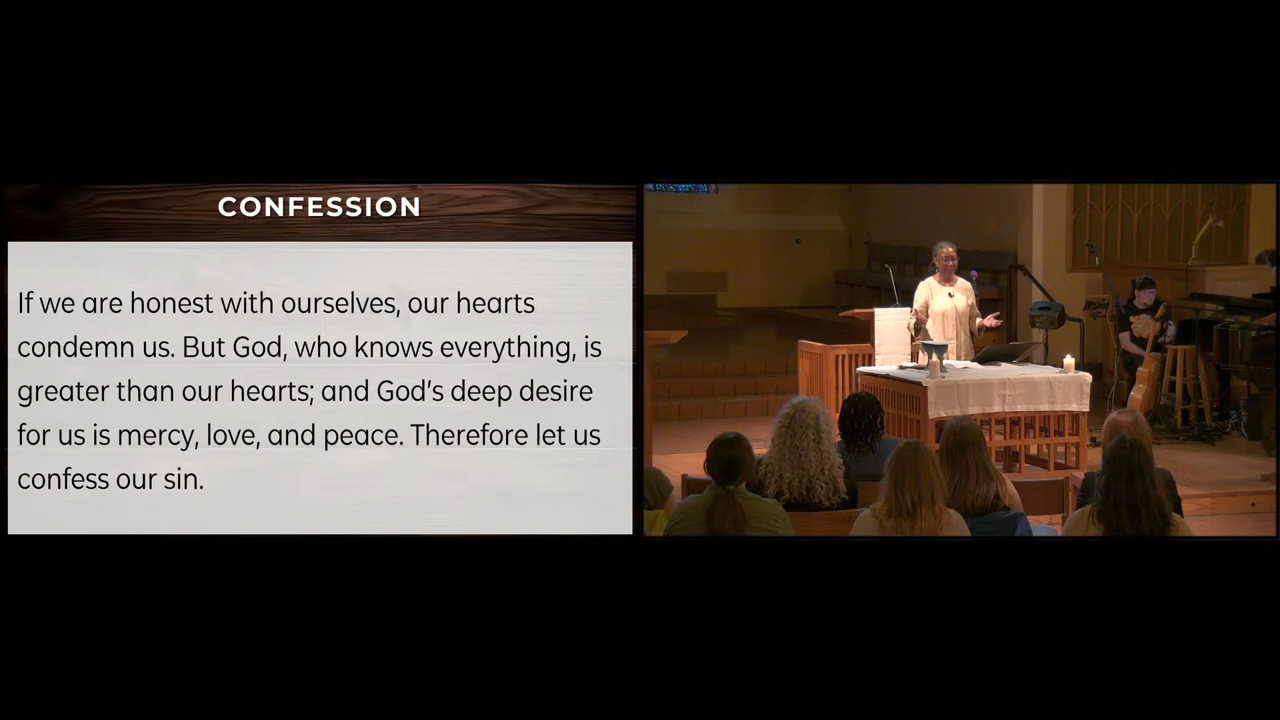 CONFESSION
If we are honest with ourselves, our hearts
condemn us. But God, who knows everything, is
greater than our hearts; and God's deep desire
for us is mercy, love, and peace. Therefore let us
confess our sin.